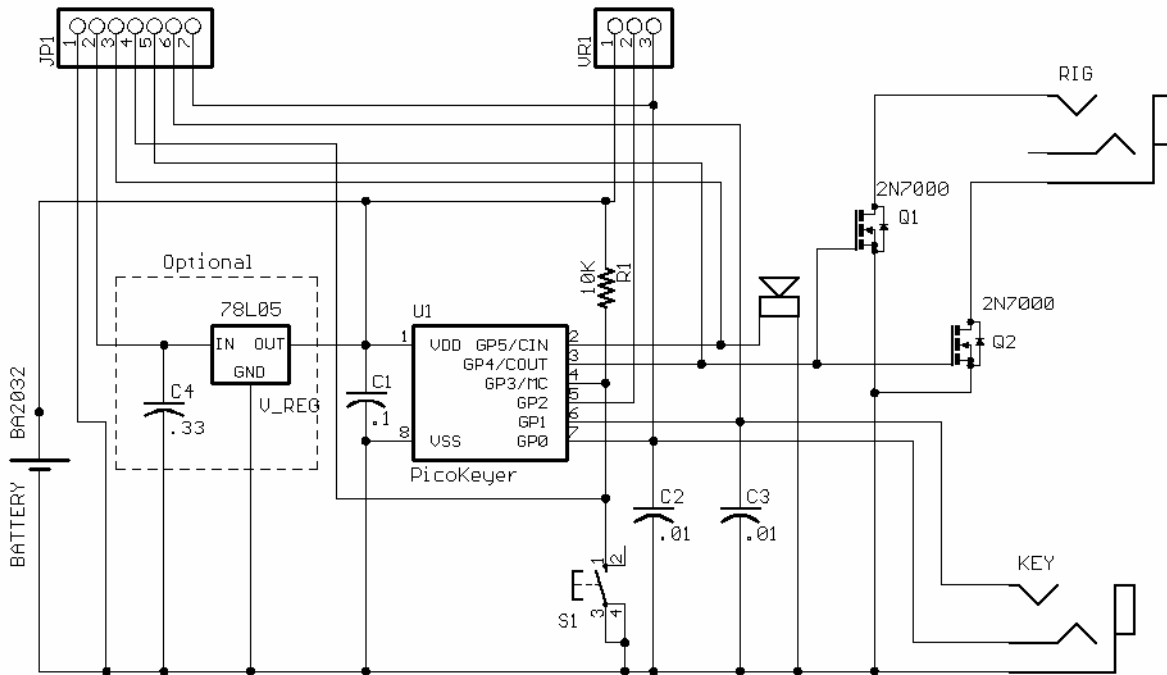 JP1
1 2 3 4 5 6 7
VR1
1 2 3
RIG
2N7000
Q1
Optional
10K
R1
78L05
U1
2N7000
IN OUT
GND
1
VDD
GP5/CIN
2
Q2
GP4/COUT
3
C1
GP3/MC
4
BA2032
C4
V_REG
.1
GP2
5
GP1
6
.33
8
VSS
GP0
7
PicoKeyer
BATTERY
C2
C3
.01
.01
KEY
1 2
S1
3 4